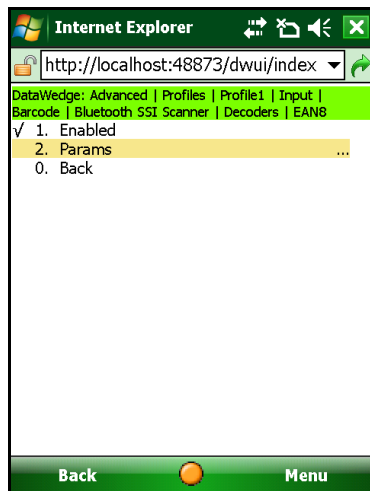 Internet Explorer
http://localhost:48873/dwui/index
DataWedge: Advanced | Profiles | Profile1 | Input |
Barcode | Bluetooth SSI Scanner | Decoders | EAN8
√ 1. Enabled
2. Params ...
0. Back
Back Menu